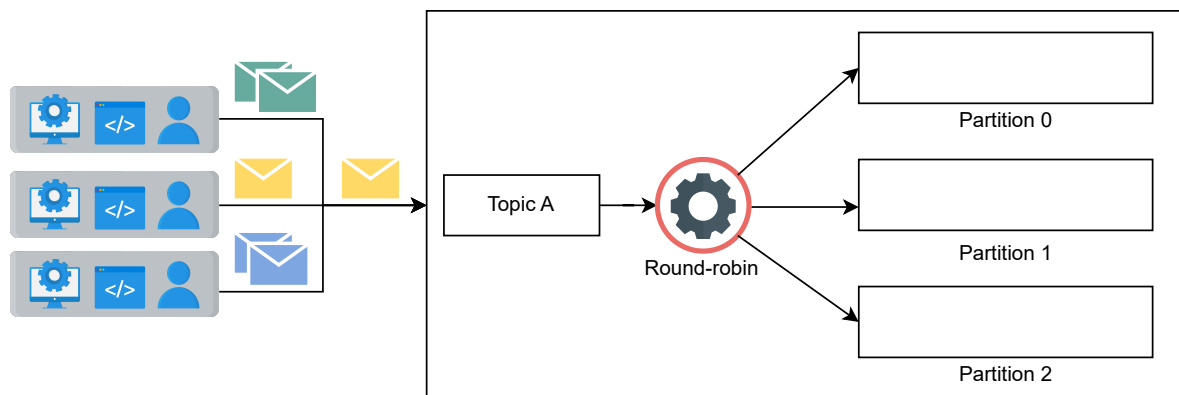 </>
</>
</>
Topic A
Round-robin
Partition 0
Partition 1
Partition 2